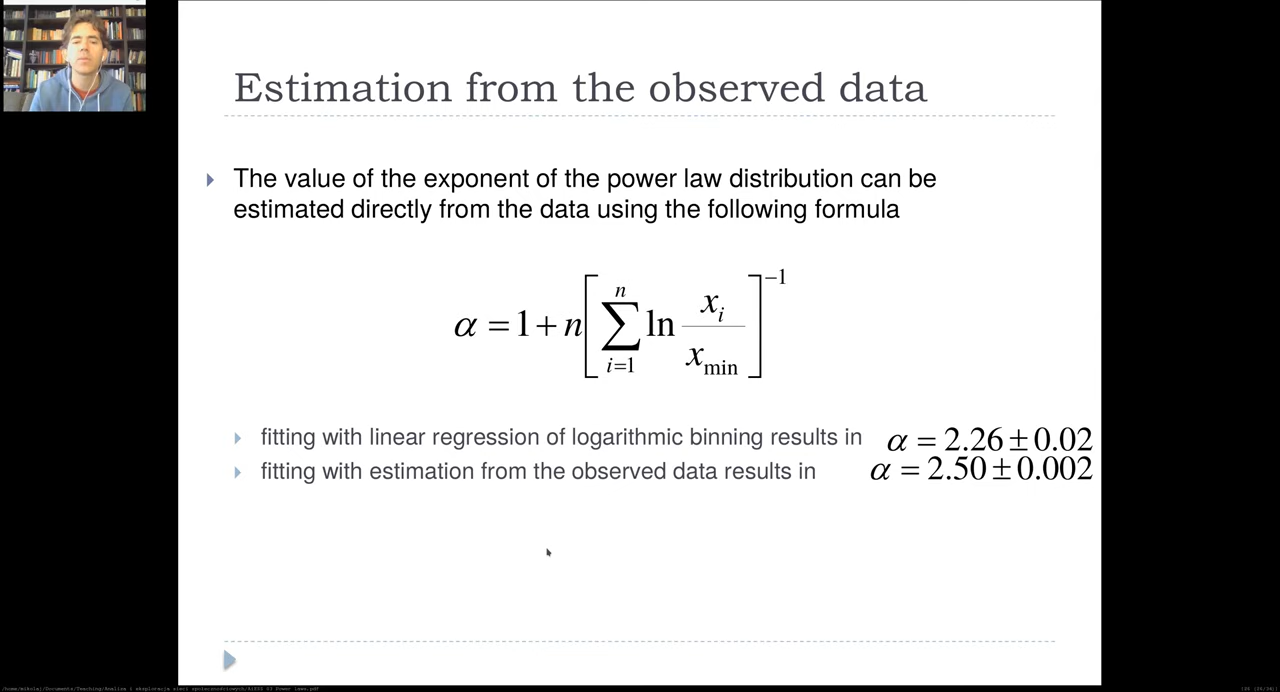 Estimation from the observed data
The value of the exponent of the power law distribution can be
estimated directly from the data using the following formula
α = 1 + n [ ∑_{i=1}^{n} ln (x_i / x_min) ]^{−1}
fitting with linear regression of logarithmic binning results in α = 2.26 ± 0.02
fitting with estimation from the observed data results in α = 2.50 ± 0.002